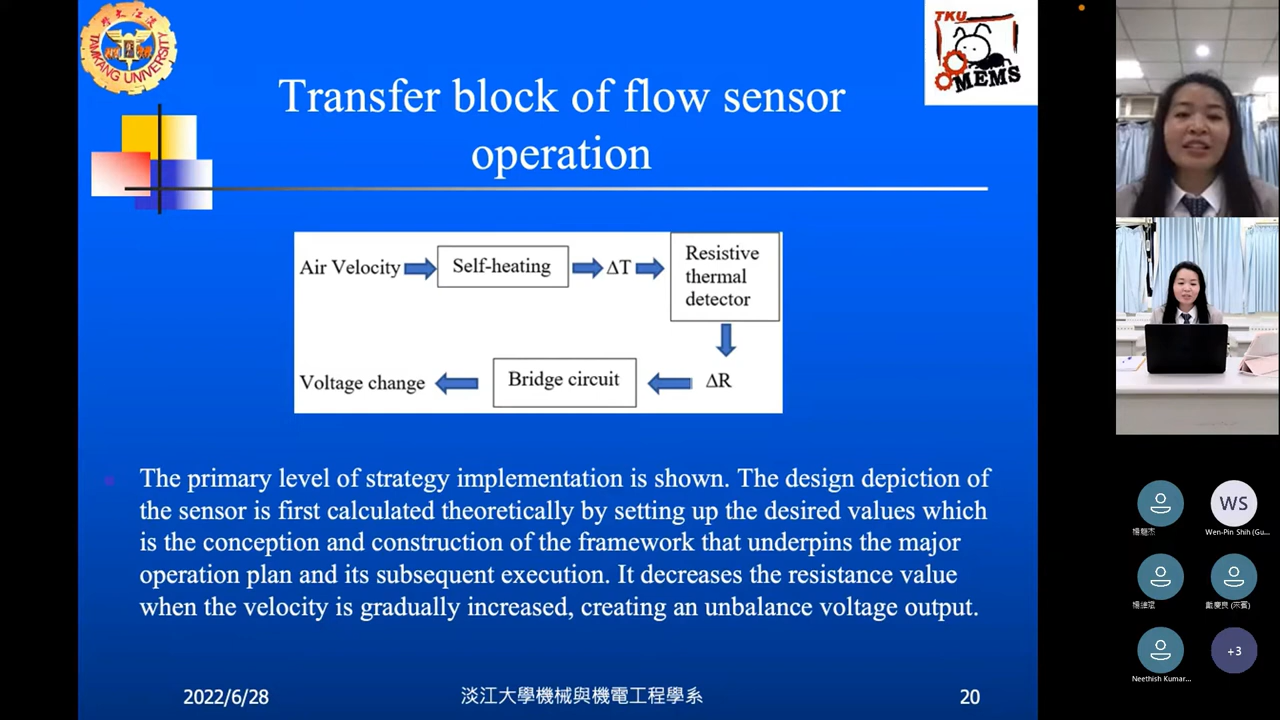 淡江大學
TAMKANG UNIVERSITY
TKU
MEMS
Transfer block of flow sensor
operation
Air Velocity
Self-heating
ΔT
Resistive
thermal
detector
Voltage change
Bridge circuit
ΔR
The primary level of strategy implementation is shown. The design depiction of
the sensor is first calculated theoretically by setting up the desired values which
is the conception and construction of the framework that underpins the major
operation plan and its subsequent execution. It decreases the resistance value
when the velocity is gradually increased, creating an unbalance voltage output.
2022/6/28
淡江大學機械與機電工程學系
20
WS
Wen-Pin Shih (Gu...
Neethish Kumar...
+3